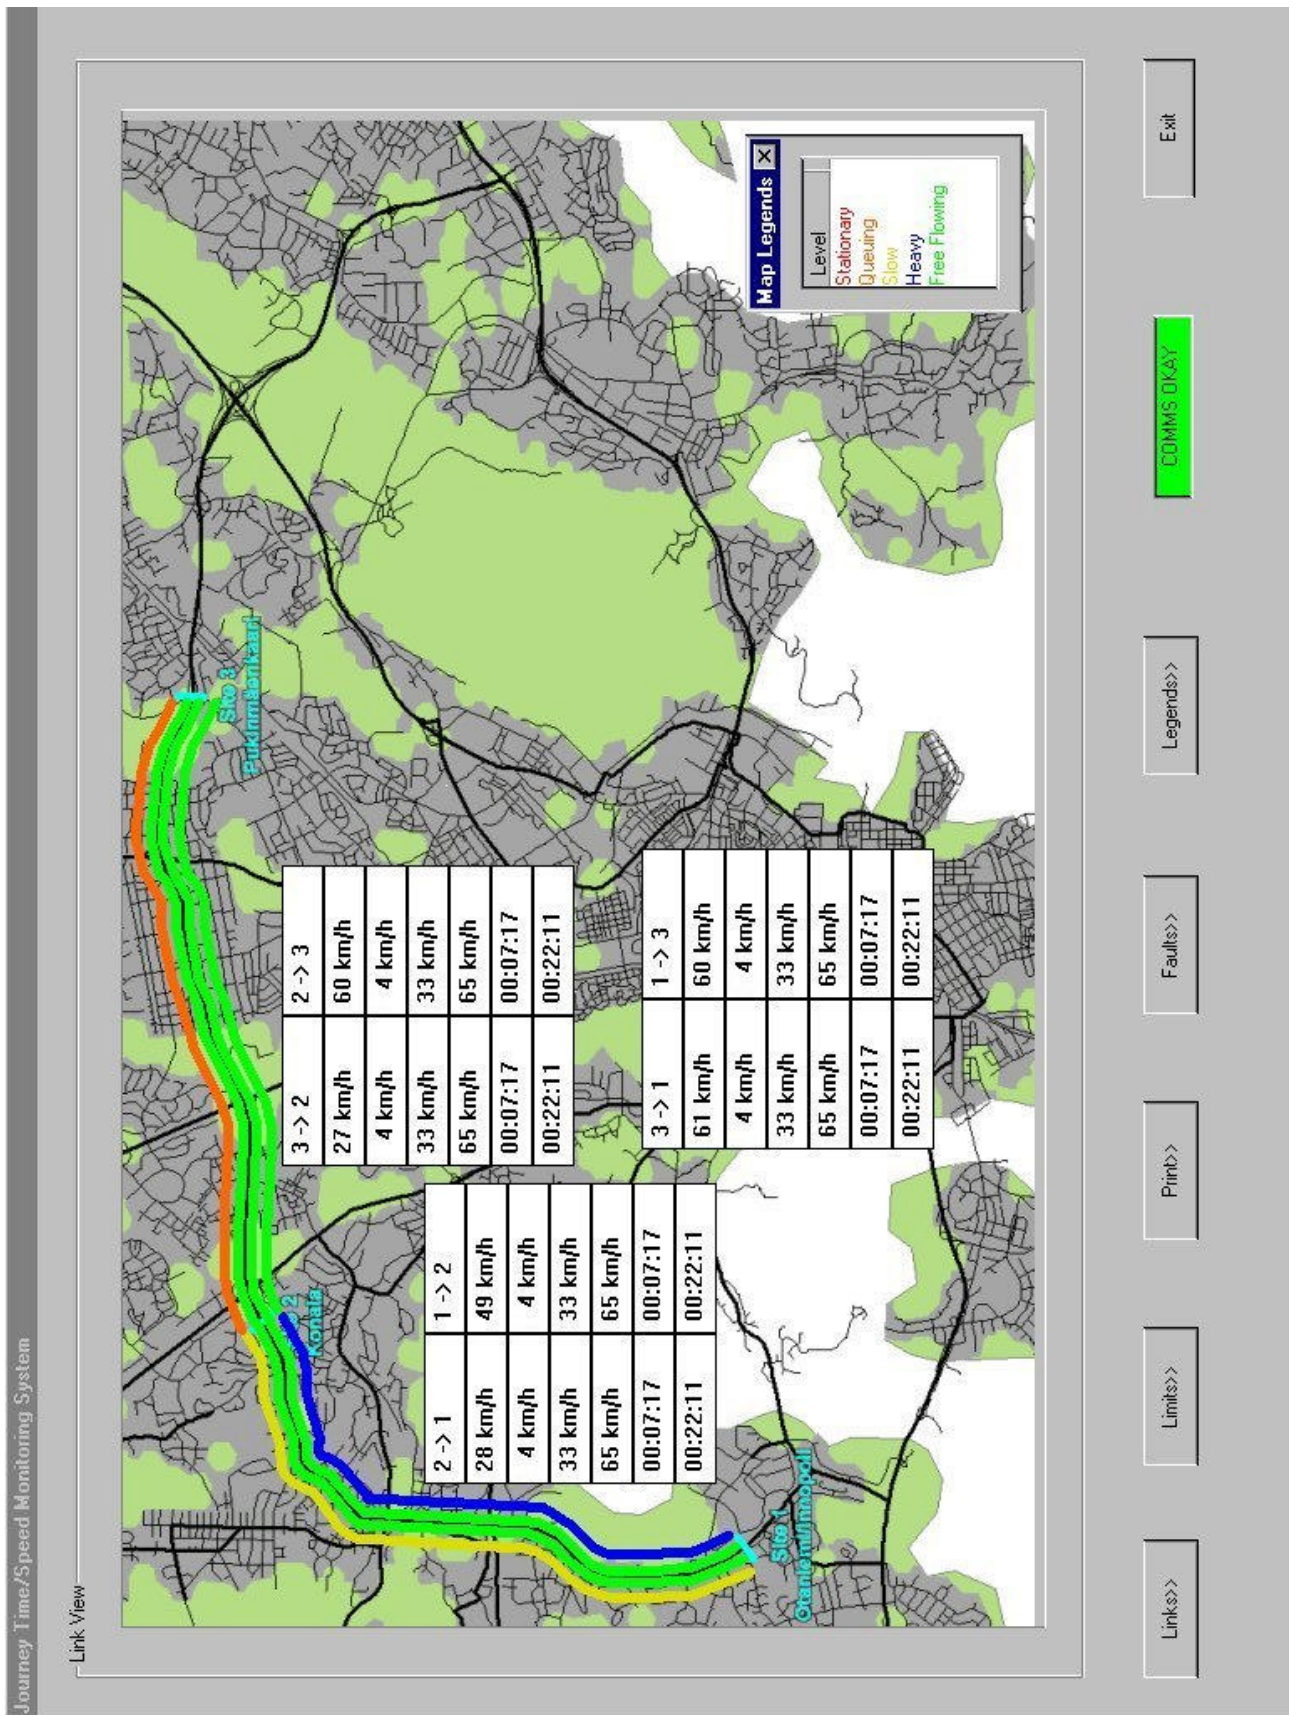 Journey Time/Speed Monitoring System
Link View
Site 3
Pukinmäenkaari
2
Konala
3 -> 2 2 -> 3
27 km/h 60 km/h
4 km/h 4 km/h
33 km/h 33 km/h
65 km/h 65 km/h
00:07:17 00:07:17
00:22:11 00:22:11
2 -> 1 1 -> 2
28 km/h 49 km/h
4 km/h 4 km/h
33 km/h 33 km/h
65 km/h 65 km/h
00:07:17 00:07:17
00:22:11 00:22:11
3 -> 1 1 -> 3
61 km/h 60 km/h
4 km/h 4 km/h
33 km/h 33 km/h
65 km/h 65 km/h
00:07:17 00:07:17
00:22:11 00:22:11
Site 1
Otaniemi/Innopoli
Map Legends
Level
Stationary
Queuing
Slow
Heavy
Free Flowing
Links>> Limits>> Print>> Faults>> Legends>> COMMS OKAY Exit